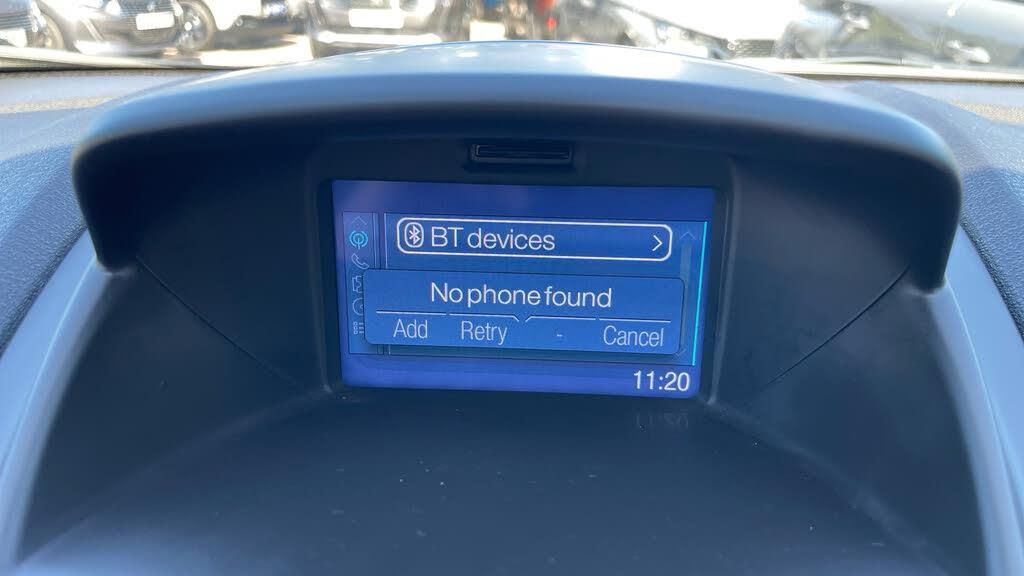 BT devices
No phone found
Add Retry - Cancel
11:20